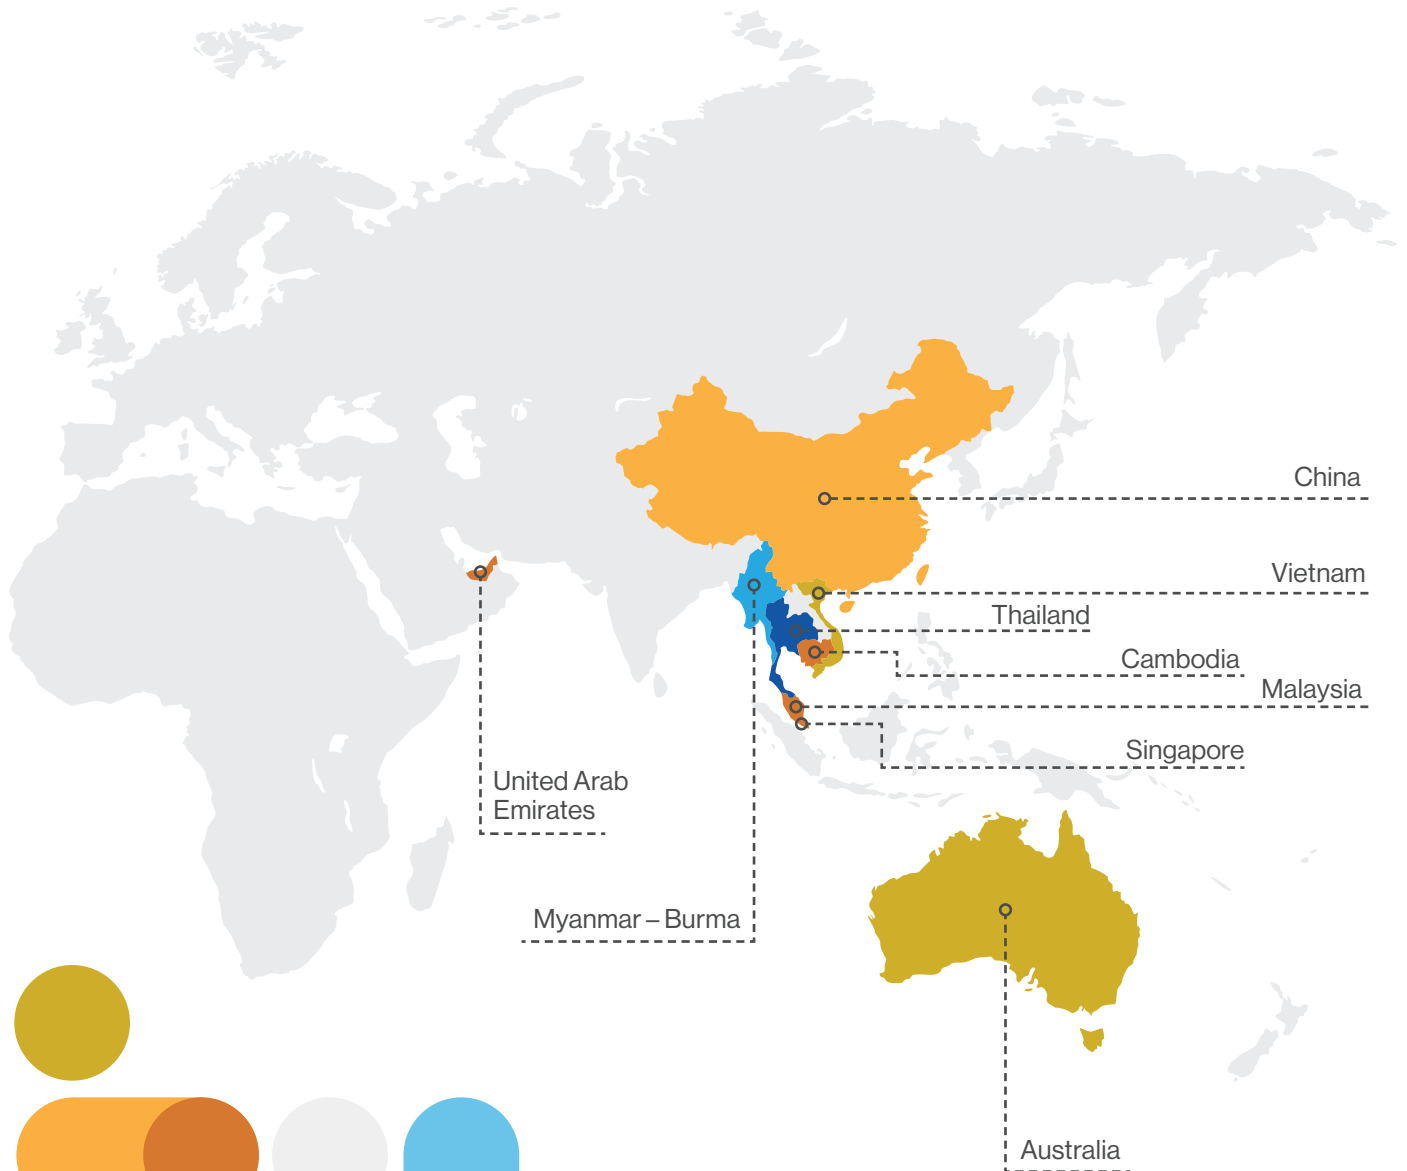 China
Vietnam
Thailand
Cambodia
Malaysia
Singapore
United Arab
Emirates
Myanmar – Burma
Australia